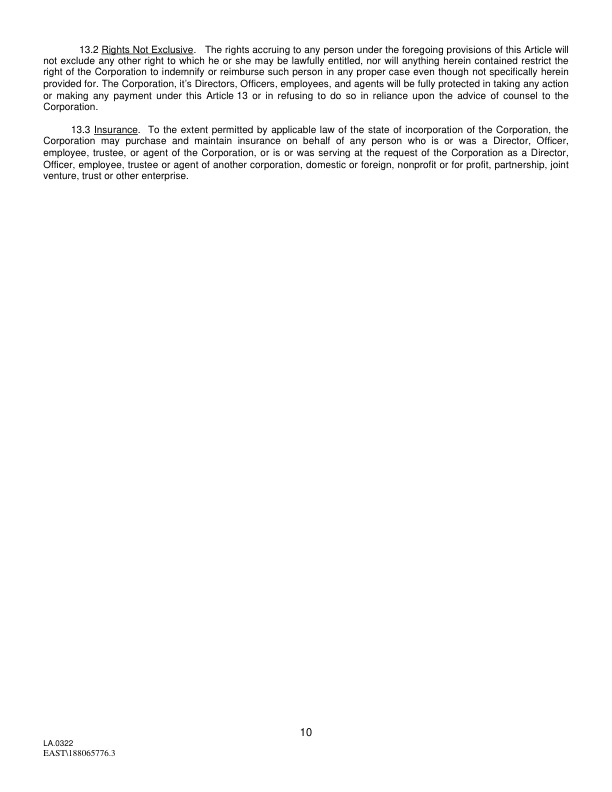 13.2 Rights Not Exclusive. The rights accruing to any person under the foregoing provisions of this Article will
not exclude any other right to which he or she may be lawfully entitled, nor will anything herein contained restrict the
right of the Corporation to indemnify or reimburse such person in any proper case even though not specifically herein
provided for. The Corporation, it's Directors, Officers, employees, and agents will be fully protected in taking any action
or making any payment under this Article 13 or in refusing to do so in reliance upon the advice of counsel to the
Corporation.
13.3 Insurance. To the extent permitted by applicable law of the state of incorporation of the Corporation, the
Corporation may purchase and maintain insurance on behalf of any person who is or was a Director, Officer,
employee, trustee, or agent of the Corporation, or is or was serving at the request of the Corporation as a Director,
Officer, employee, trustee or agent of another corporation, domestic or foreign, nonprofit or for profit, partnership, joint
venture, trust or other enterprise.
10
LA.0322
EAST\188065776.3